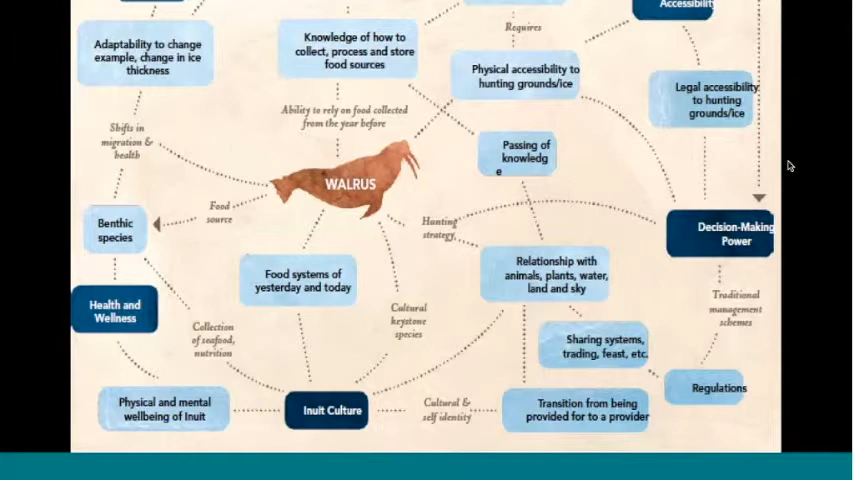 Accessibility
Requires
Adaptability to change
example, change in ice
thickness
Knowledge of how to
collect, process and store
food sources
Physical accessibility to
hunting grounds/ice
Legal accessibility
to hunting
grounds/ice
Ability to rely on food collected
from the year before
Shifts in
migration &
health
Passing of
knowledg
e
WALRUS
Food
source
Hunting
strategy
Benthic
species
Decision-Making
Power
Food systems of
yesterday and today
Relationship with
animals, plants, water,
land and sky
Health and
Wellness
Cultural
keystone
species
Traditional
management
schemes
Collection
of seafood,
nutrition
Sharing systems,
trading, feast, etc.
Regulations
Physical and mental
wellbeing of Inuit
Inuit Culture
Cultural &
self identity
Transition from being
provided for to a provider